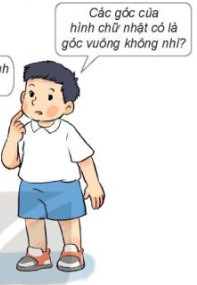 Các góc của
hình chữ nhật có là
góc vuông không nhỉ?